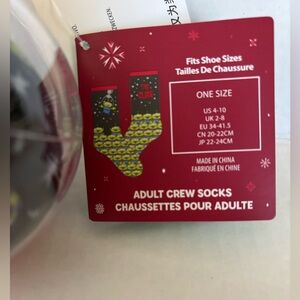 Fits Shoe Sizes
Tailles De Chaussure
ONE SIZE
US 4-10
UK 2-8
EU 34-41.5
CN 20-22CM
JP 22-24CM
MADE IN CHINA
FABRIQUÉ EN CHINE
ADULT CREW SOCKS
CHAUSSETTES POUR ADULTE